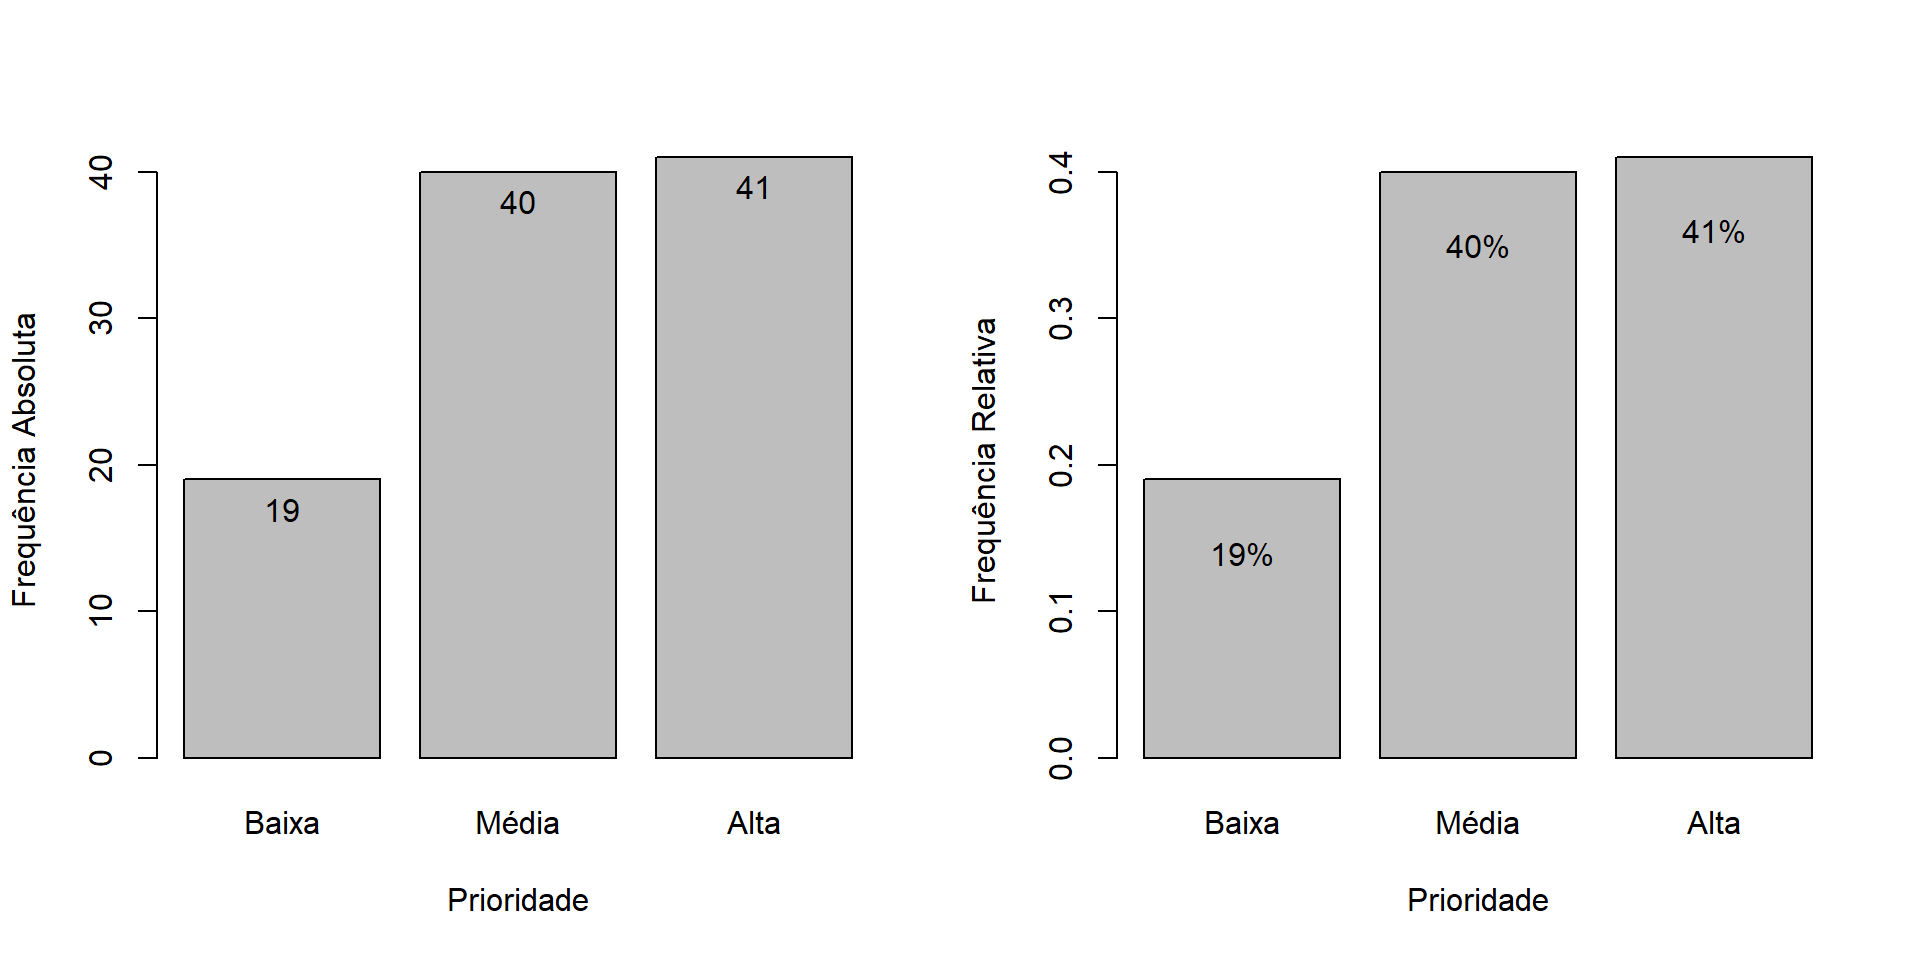 Frequência Absoluta
40
30
20
10
0
19
40
41
Baixa
Média
Alta
Prioridade
Frequência Relativa
0.4
0.3
0.2
0.1
0.0
19%
40%
41%
Baixa
Média
Alta
Prioridade